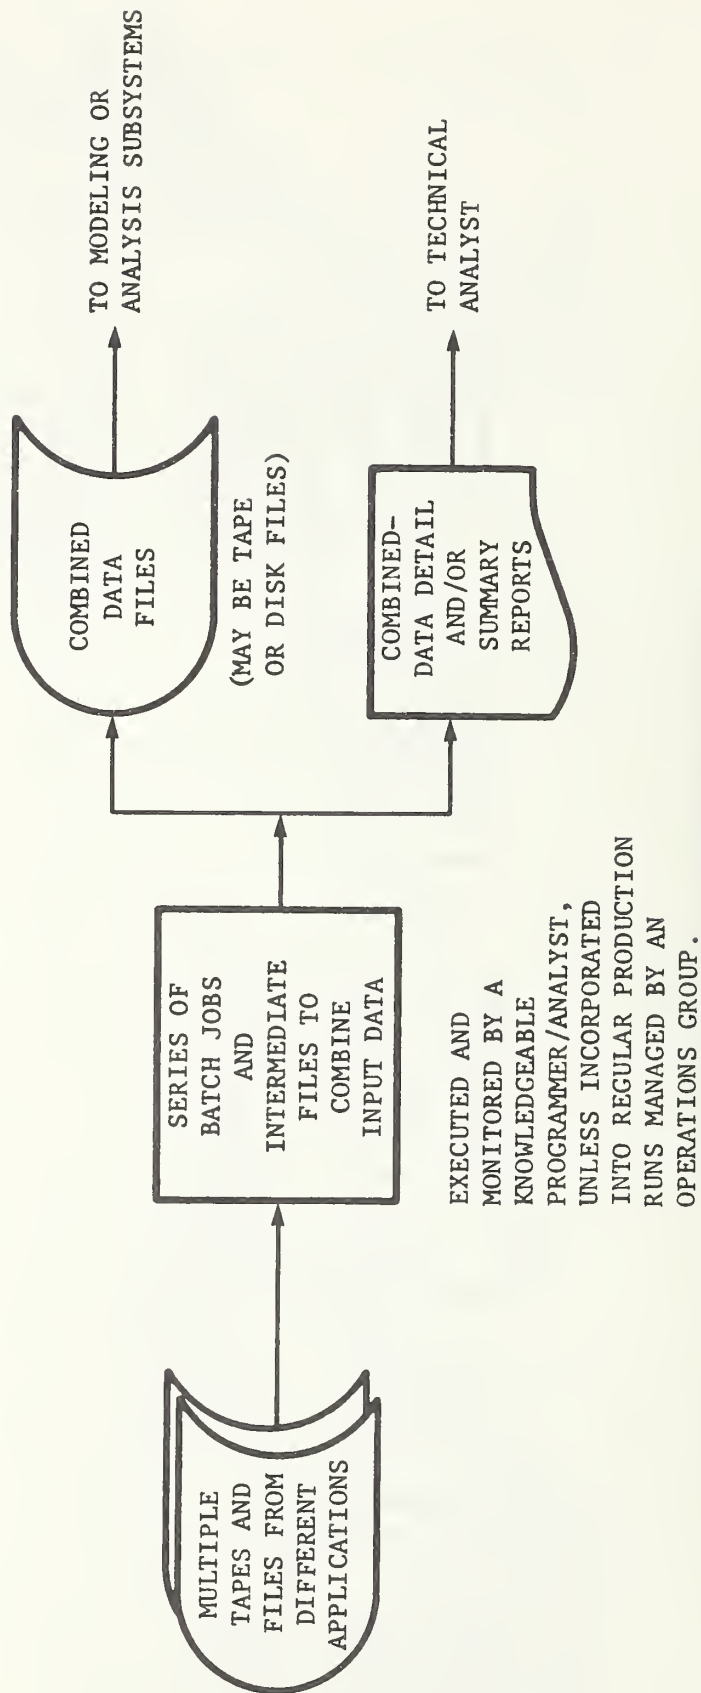 MULTIPLE
TAPES AND
FILES FROM
DIFFERENT
APPLICATIONS
SERIES OF
BATCH JOBS
AND
INTERMEDIATE
FILES TO
COMBINE
INPUT DATA
EXECUTED AND
MONITORED BY A
KNOWLEDGEABLE
PROGRAMMER/ANALYST,
UNLESS INCORPORATED
INTO REGULAR PRODUCTION
RUNS MANAGED BY AN
OPERATIONS GROUP.
COMBINED
DATA
FILES
(MAY BE TAPE
OR DISK FILES)
TO MODELING OR
ANALYSIS SUBSYSTEMS
COMBINED-
DATA DETAIL
AND/OR
SUMMARY
REPORTS
TO TECHNICAL
ANALYST